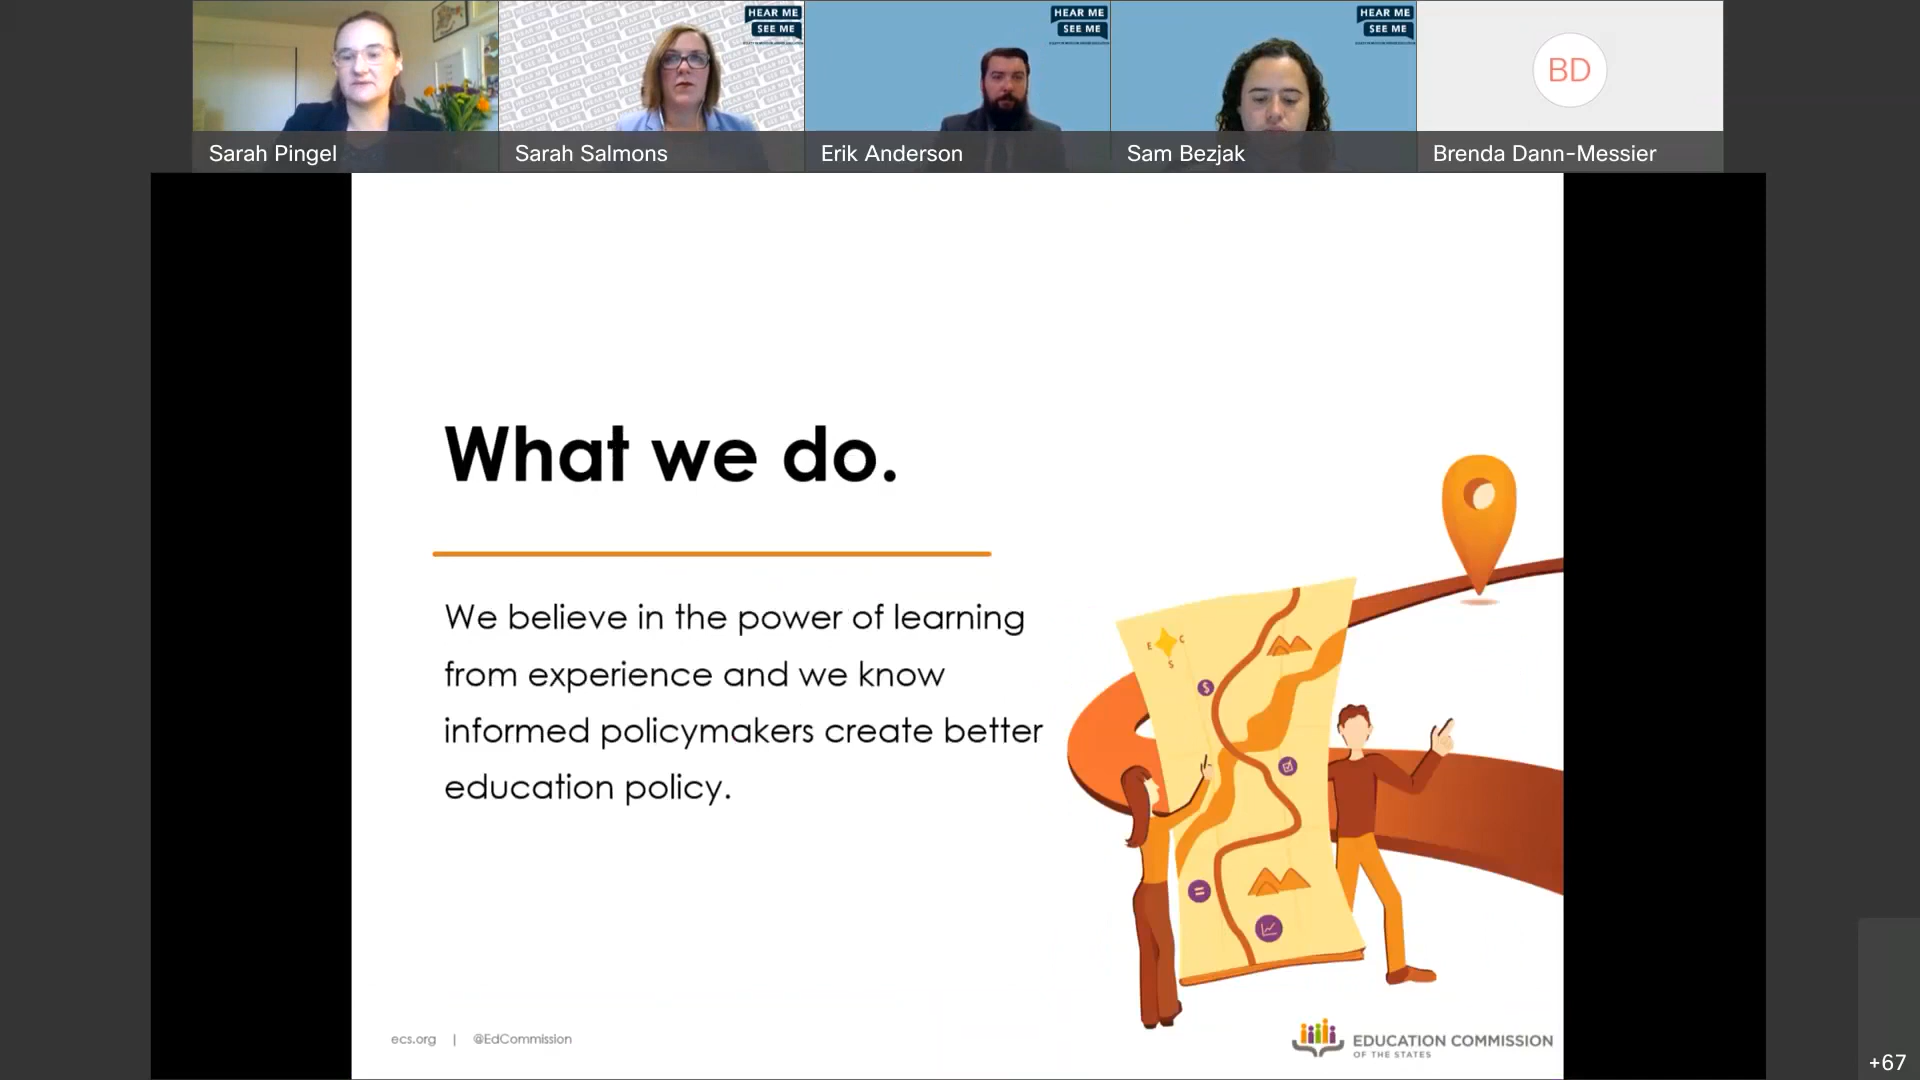 HEAR ME
SEE ME
HEAR ME
SEE ME
HEAR ME
SEE ME
Sarah Pingel
Sarah Salmons
Erik Anderson
Sam Bezjak
BD
Brenda Dann-Messier
What we do.
We believe in the power of learning
from experience and we know
informed policymakers create better
education policy.
E C
S
$
ecs.org | @EdCommission
EDUCATION COMMISSION
OF THE STATES
+67